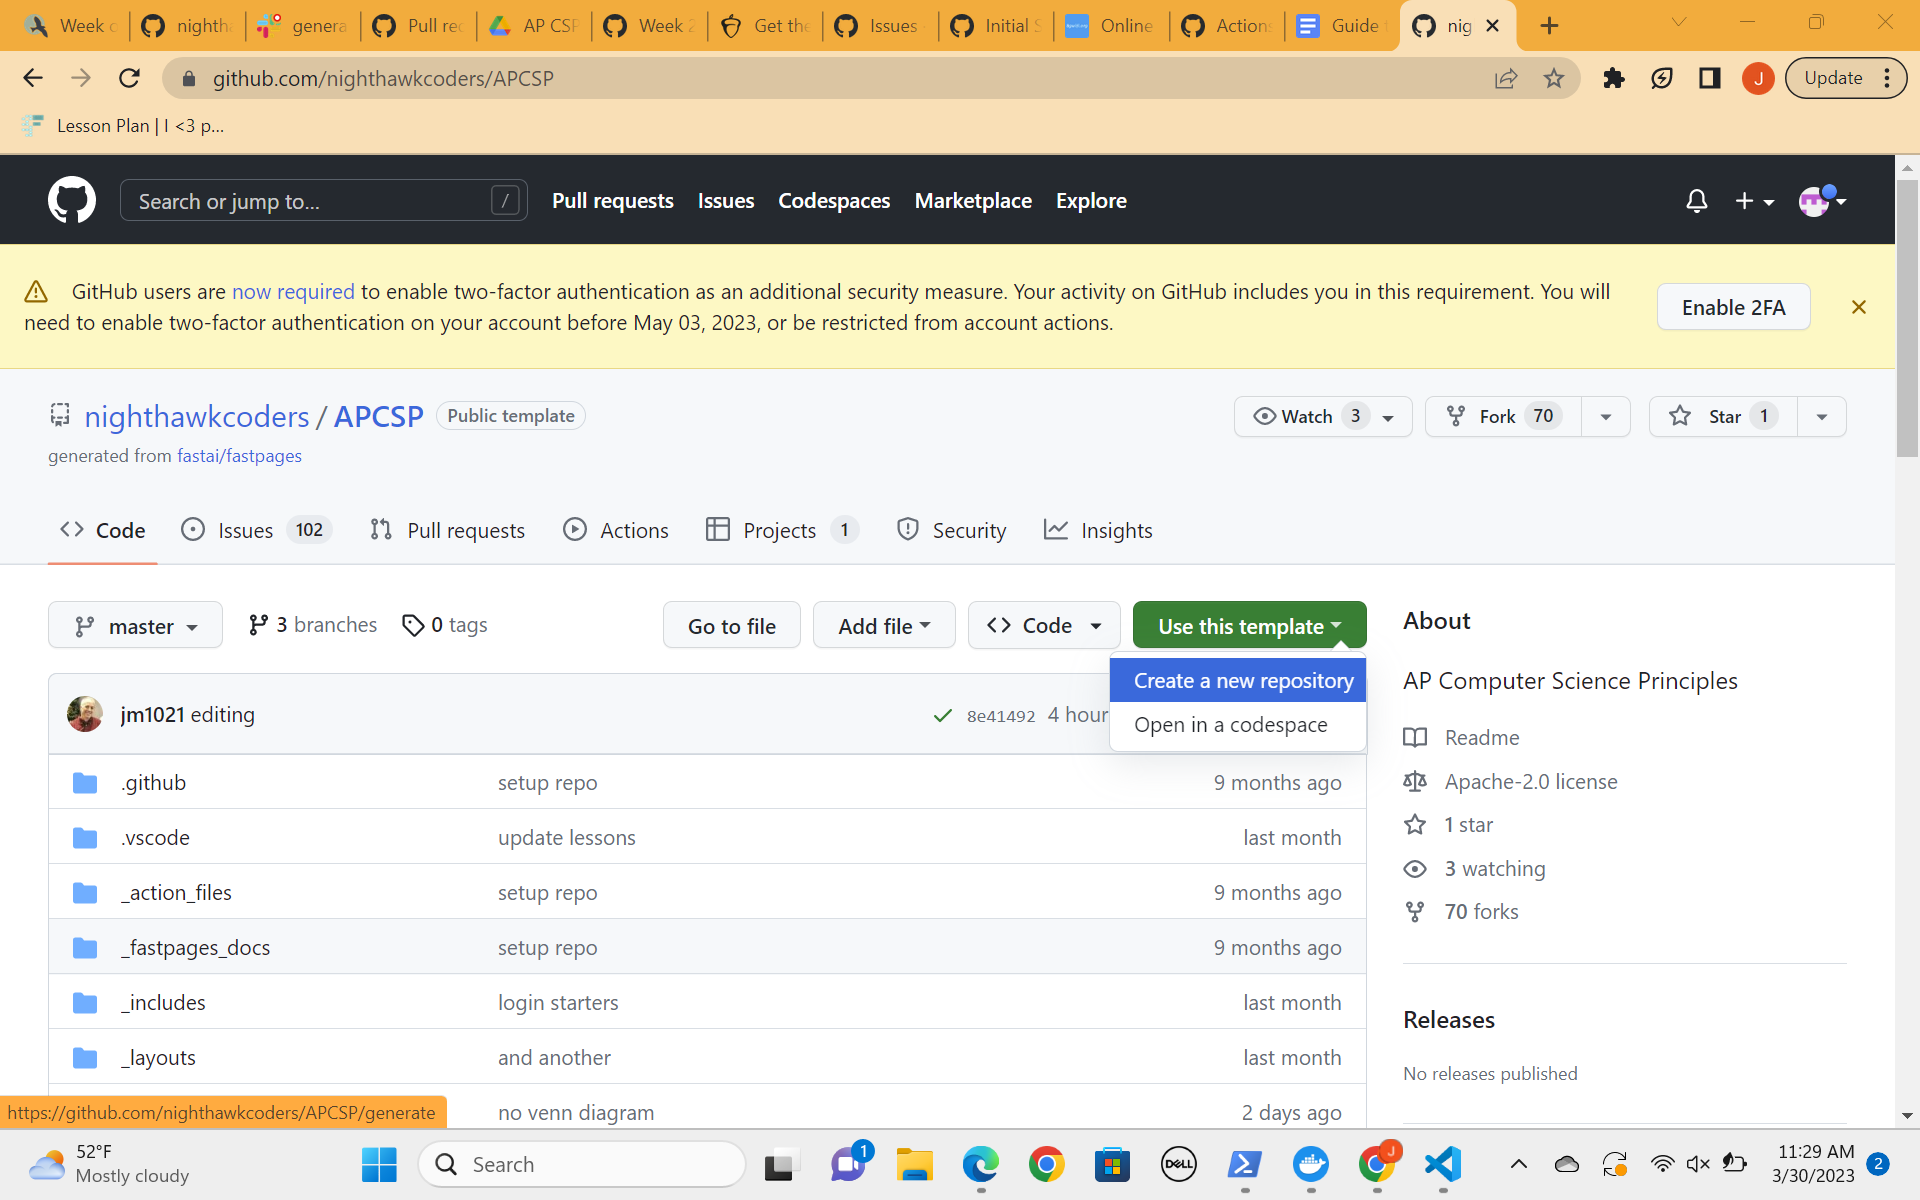 Week o
nightha
genera
Pull rec
AP CSP
Week 2
Get the
Issues
Initial S
Online
Actions
Guide
nig
github.com/nighthawkcoders/APCSP
J
Update
Lesson Plan | I <3 p...
Search or jump to...
/
Pull requests
Issues
Codespaces
Marketplace
Explore
GitHub users are now required to enable two-factor authentication as an additional security measure. Your activity on GitHub includes you in this requirement. You will
need to enable two-factor authentication on your account before May 03, 2023, or be restricted from account actions.
Enable 2FA
nighthawkcoders / APCSP
Public template
Watch 3
Fork 70
Star 1
generated from fastai/fastpages
Code
Issues 102
Pull requests
Actions
Projects 1
Security
Insights
master
3 branches
0 tags
Go to file
Add file
Code
Use this template
Create a new repository
Open in a codespace
jm1021 editing
8e41492 4 hour
.github setup repo 9 months ago
.vscode update lessons last month
_action_files setup repo 9 months ago
_fastpages_docs setup repo 9 months ago
_includes login starters last month
_layouts and another last month
no venn diagram 2 days ago
About
AP Computer Science Principles
Readme
Apache-2.0 license
1 star
3 watching
70 forks
Releases
No releases published
https://github.com/nighthawkcoders/APCSP/generate
52°F
Mostly cloudy
Search
1
DELL
J
11:29 AM
3/30/2023
2